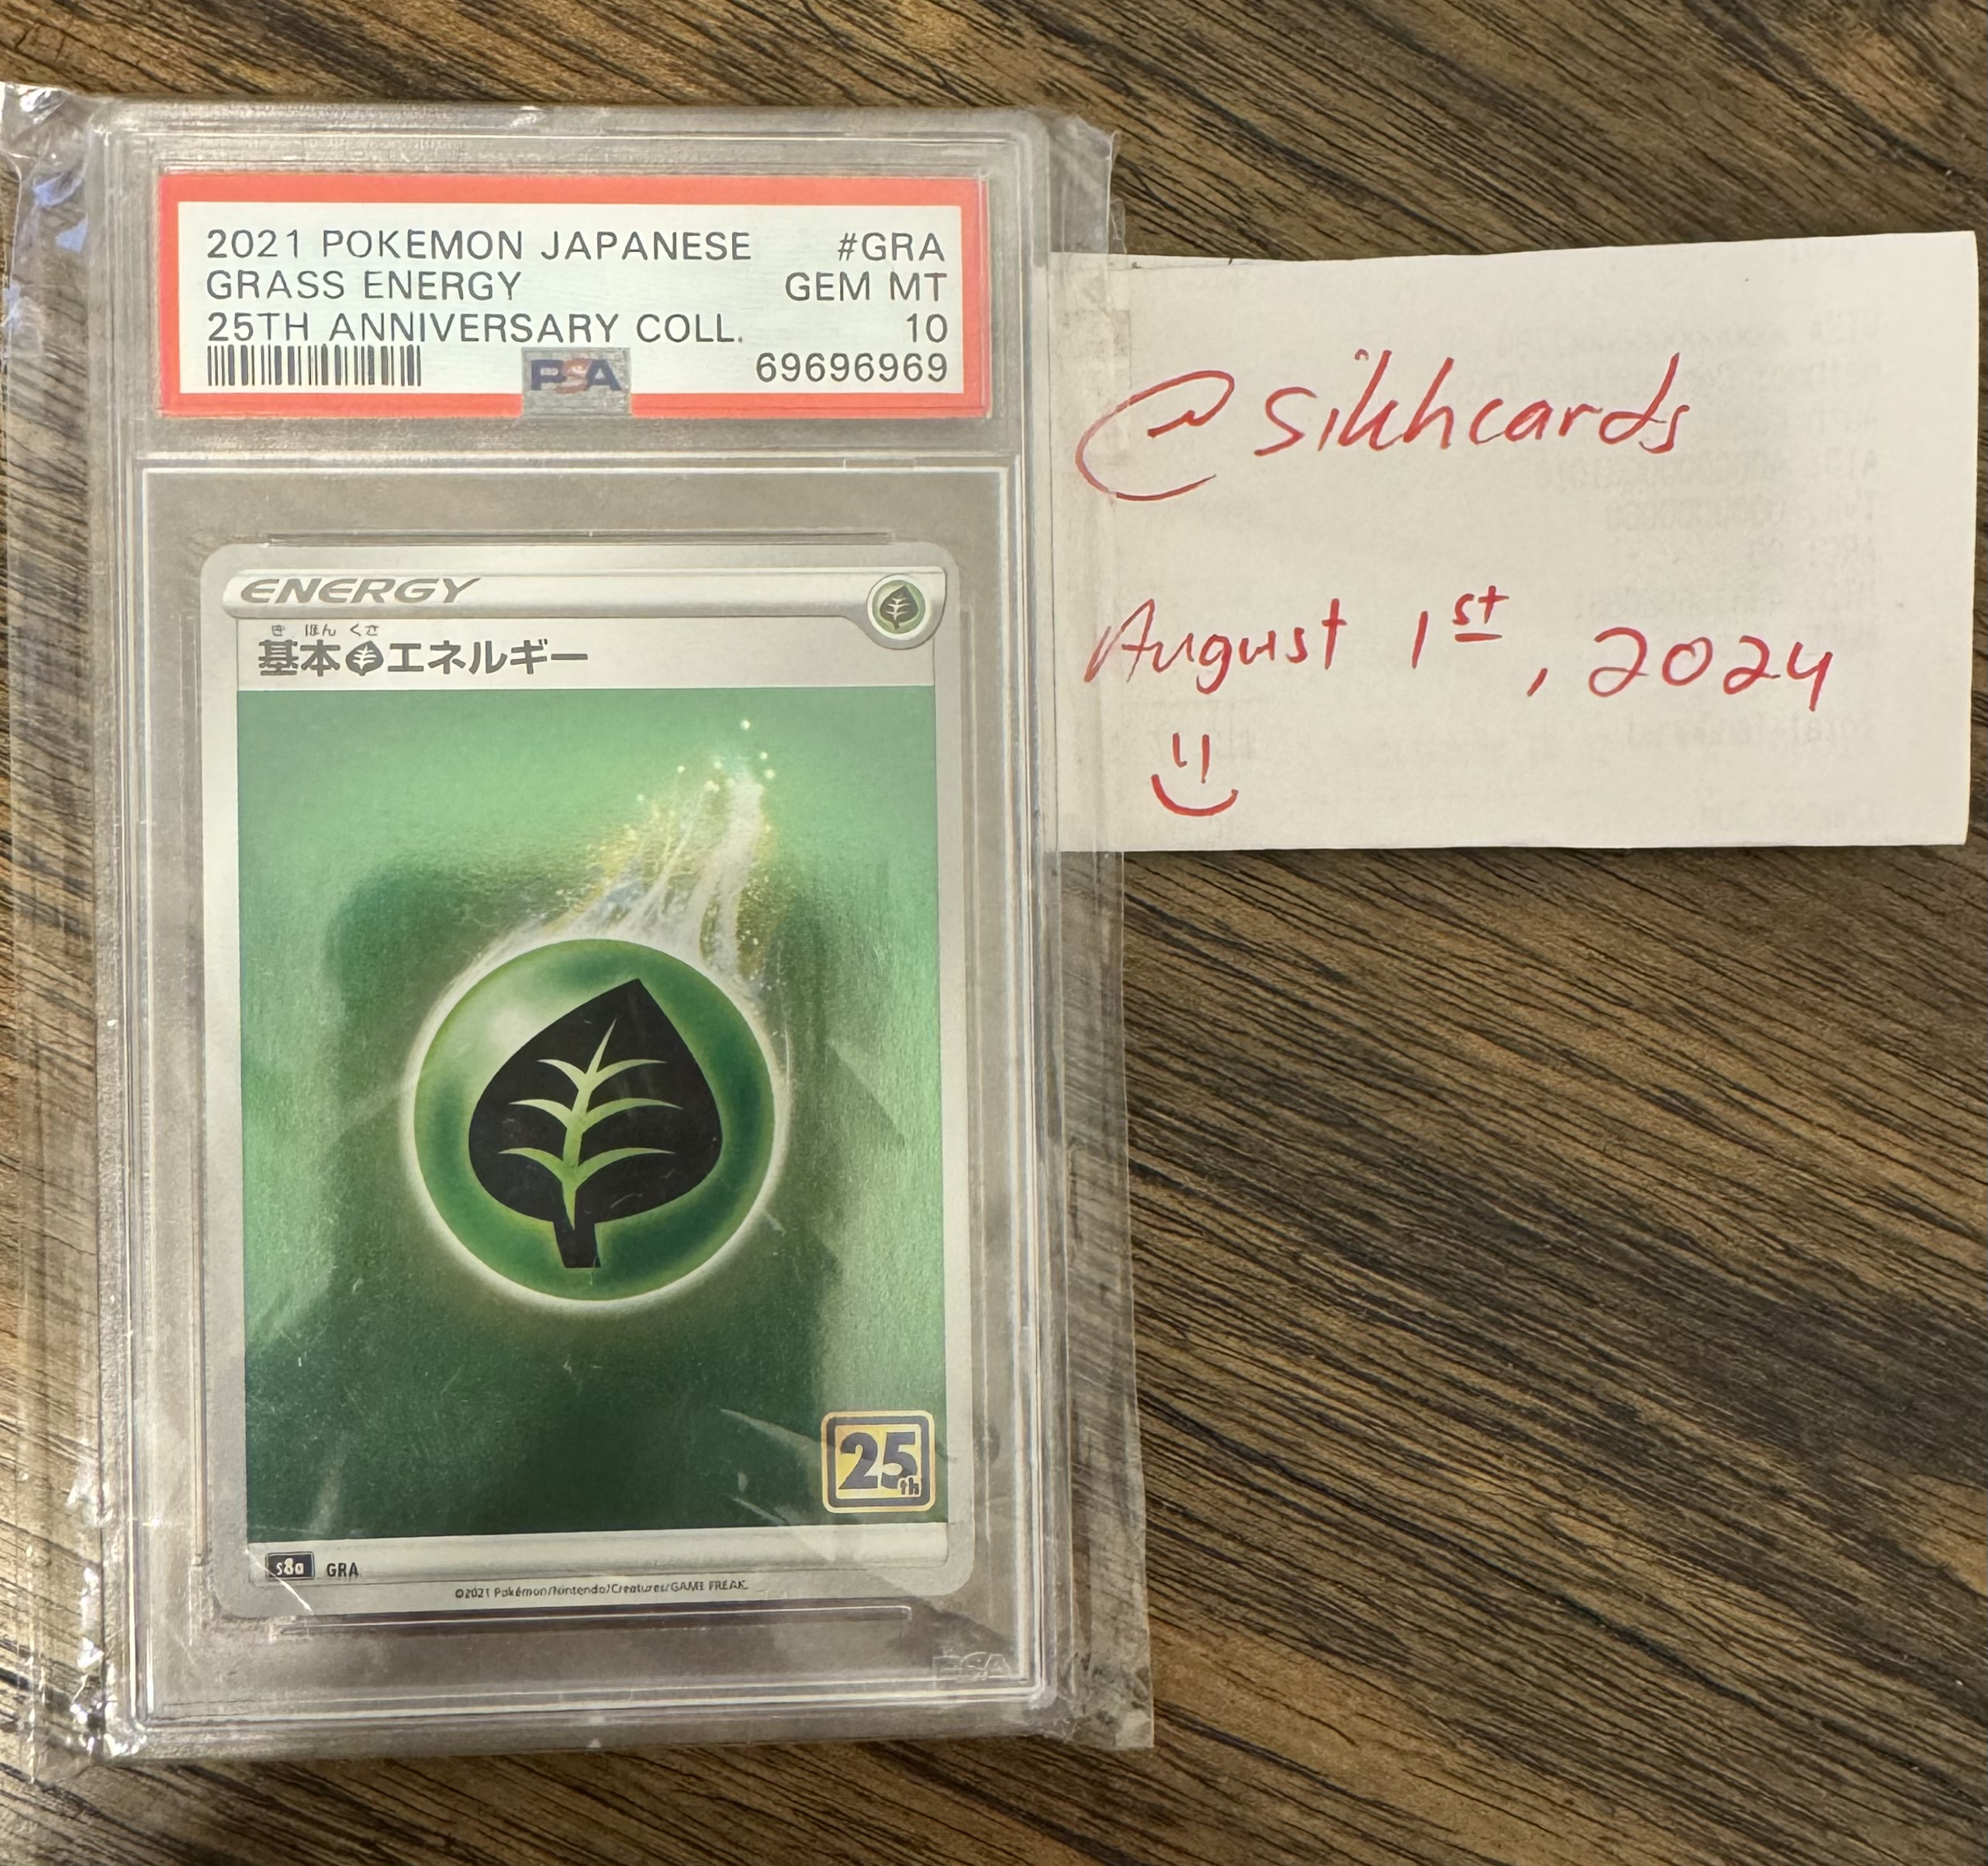 2021 POKEMON JAPANESE #GRA
GRASS ENERGY GEM MT
25TH ANNIVERSARY COLL. 10
PSA 69696969
@sikhcards
August 1st, 2024
ENERGY
き ほん くさ
基本エネルギー
25th
s8a GRA
©2021 Pokémon/Nintendo/Creatures/GAME FREAK.
PSA